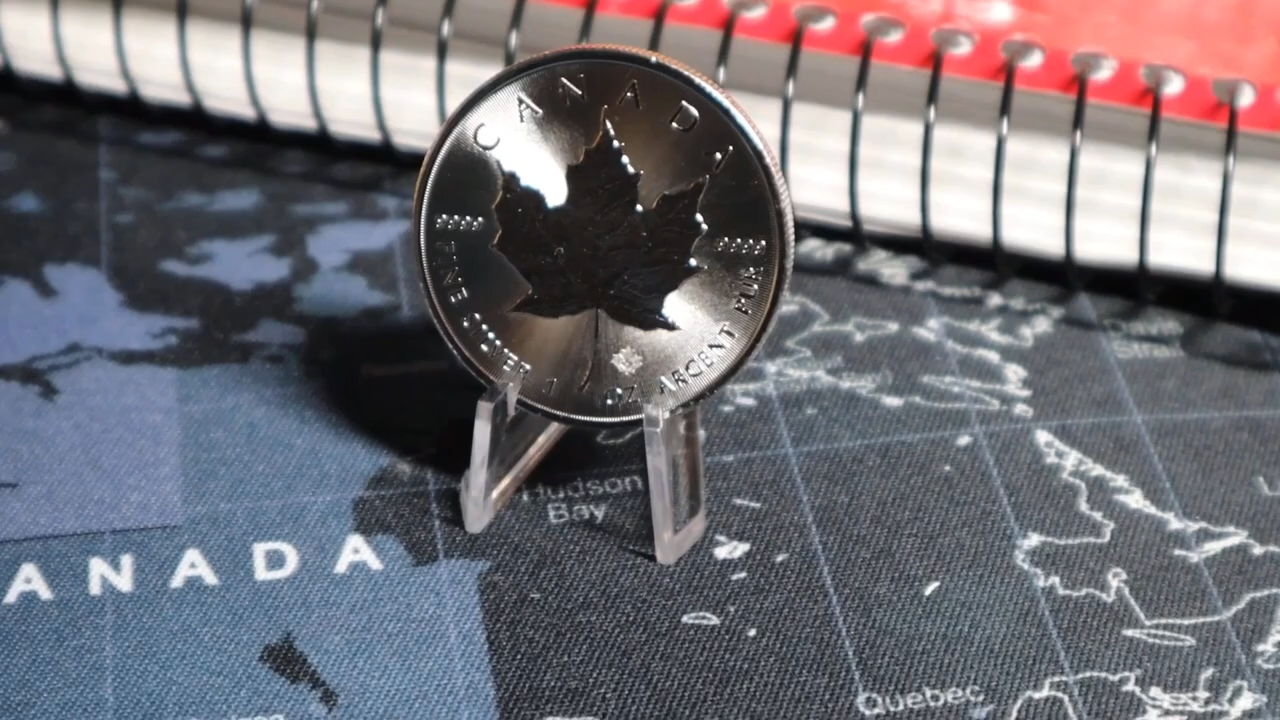 CANADA
9999
9999
FINE SILVER 1 OZ ARGENT PUR
Hudson
Bay
ANADA
Quebec